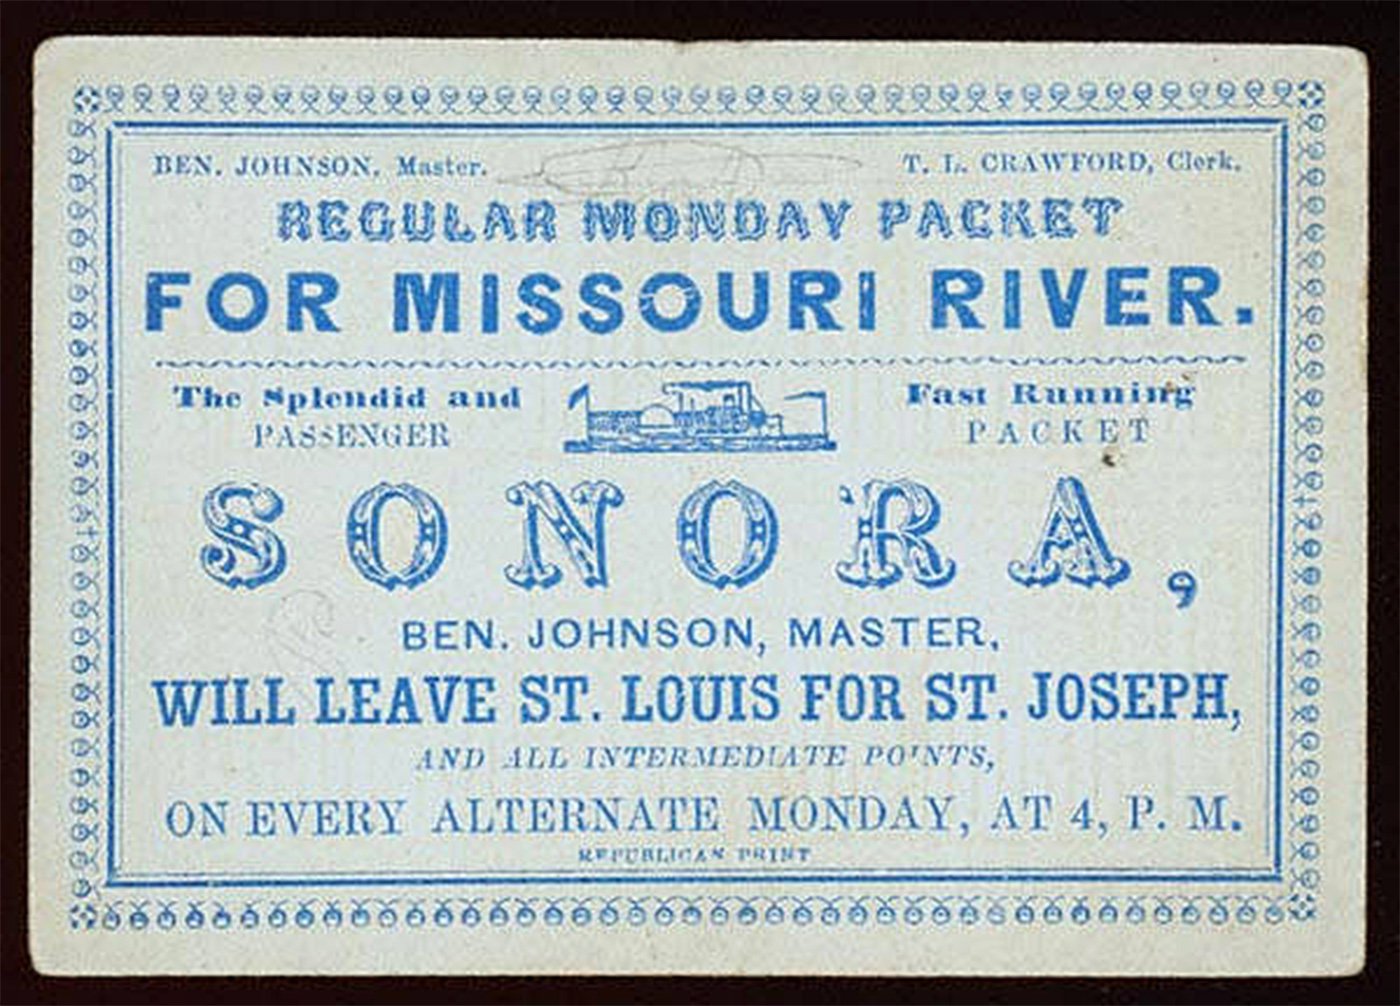 BEN. JOHNSON, Master. T. L. CRAWFORD, Clerk.
REGULAR MONDAY PACKET
FOR MISSOURI RIVER.
The Splendid and Fast Running
PASSENGER PACKET
SONORA,
BEN. JOHNSON, MASTER,
WILL LEAVE ST. LOUIS FOR ST. JOSEPH,
AND ALL INTERMEDIATE POINTS,
ON EVERY ALTERNATE MONDAY, AT 4, P. M.
REPUBLICAN PRINT